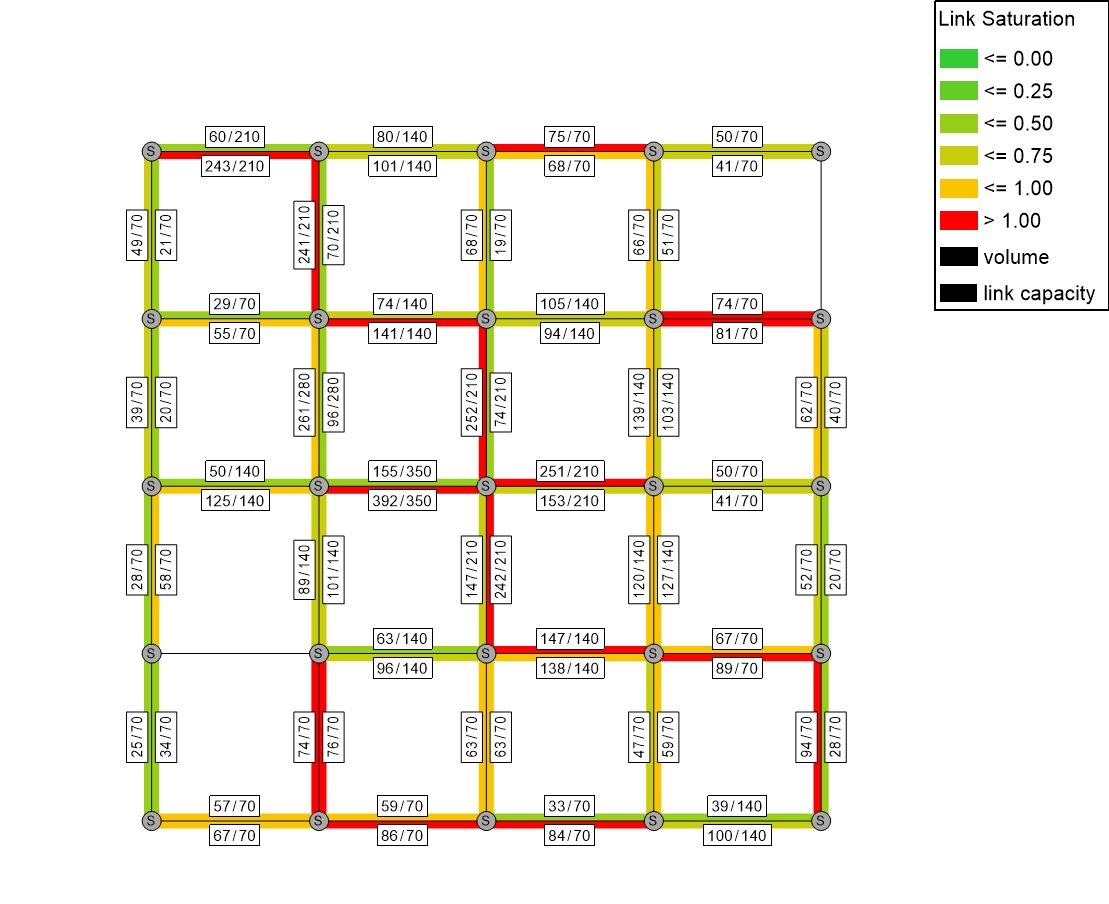 Link Saturation
<= 0.00
<= 0.25
<= 0.50
<= 0.75
<= 1.00
> 1.00
volume
link capacity
60/210
80/140
75/70
50/70
S
S
S
S
S
243/210
101/140
68/70
41/70
49/70
21/70
241/210
70/210
68/70
19/70
66/70
51/70
29/70
74/140
105/140
74/70
S
S
S
S
S
55/70
141/140
94/140
81/70
39/70
20/70
261/280
96/280
252/210
74/210
139/140
103/140
62/70
40/70
50/140
155/350
251/210
50/70
S
S
S
S
S
125/140
392/350
153/210
41/70
28/70
58/70
89/140
101/140
147/210
242/210
120/140
127/140
52/70
20/70
63/140
147/140
67/70
S
S
S
S
S
96/140
138/140
89/70
25/70
34/70
74/70
76/70
63/70
63/70
47/70
59/70
94/70
28/70
57/70
59/70
33/70
39/140
S
S
S
S
S
67/70
86/70
84/70
100/140